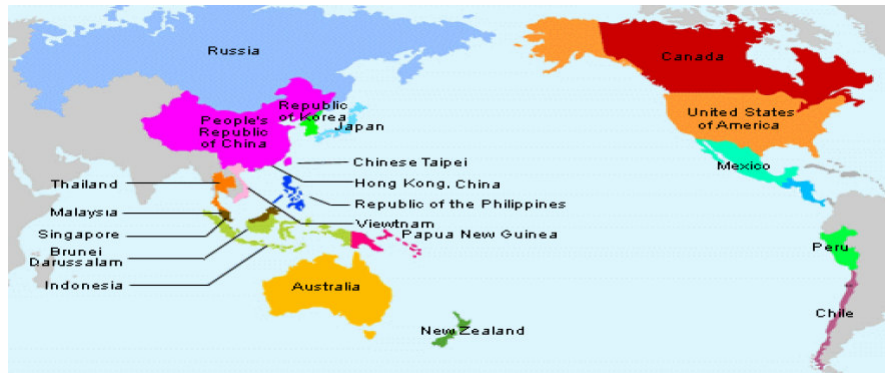 Russia
Canada
People's
Republic
of China
Republic
of Korea
Japan
United States
of America
Mexico
Chinese Taipei
Hong Kong, China
Republic of the Philippines
Viewtnam
Papua New Guinea
Thailand
Malaysia
Singapore
Brunei
Darussalam
Indonesia
Australia
New Zealand
Peru
Chile